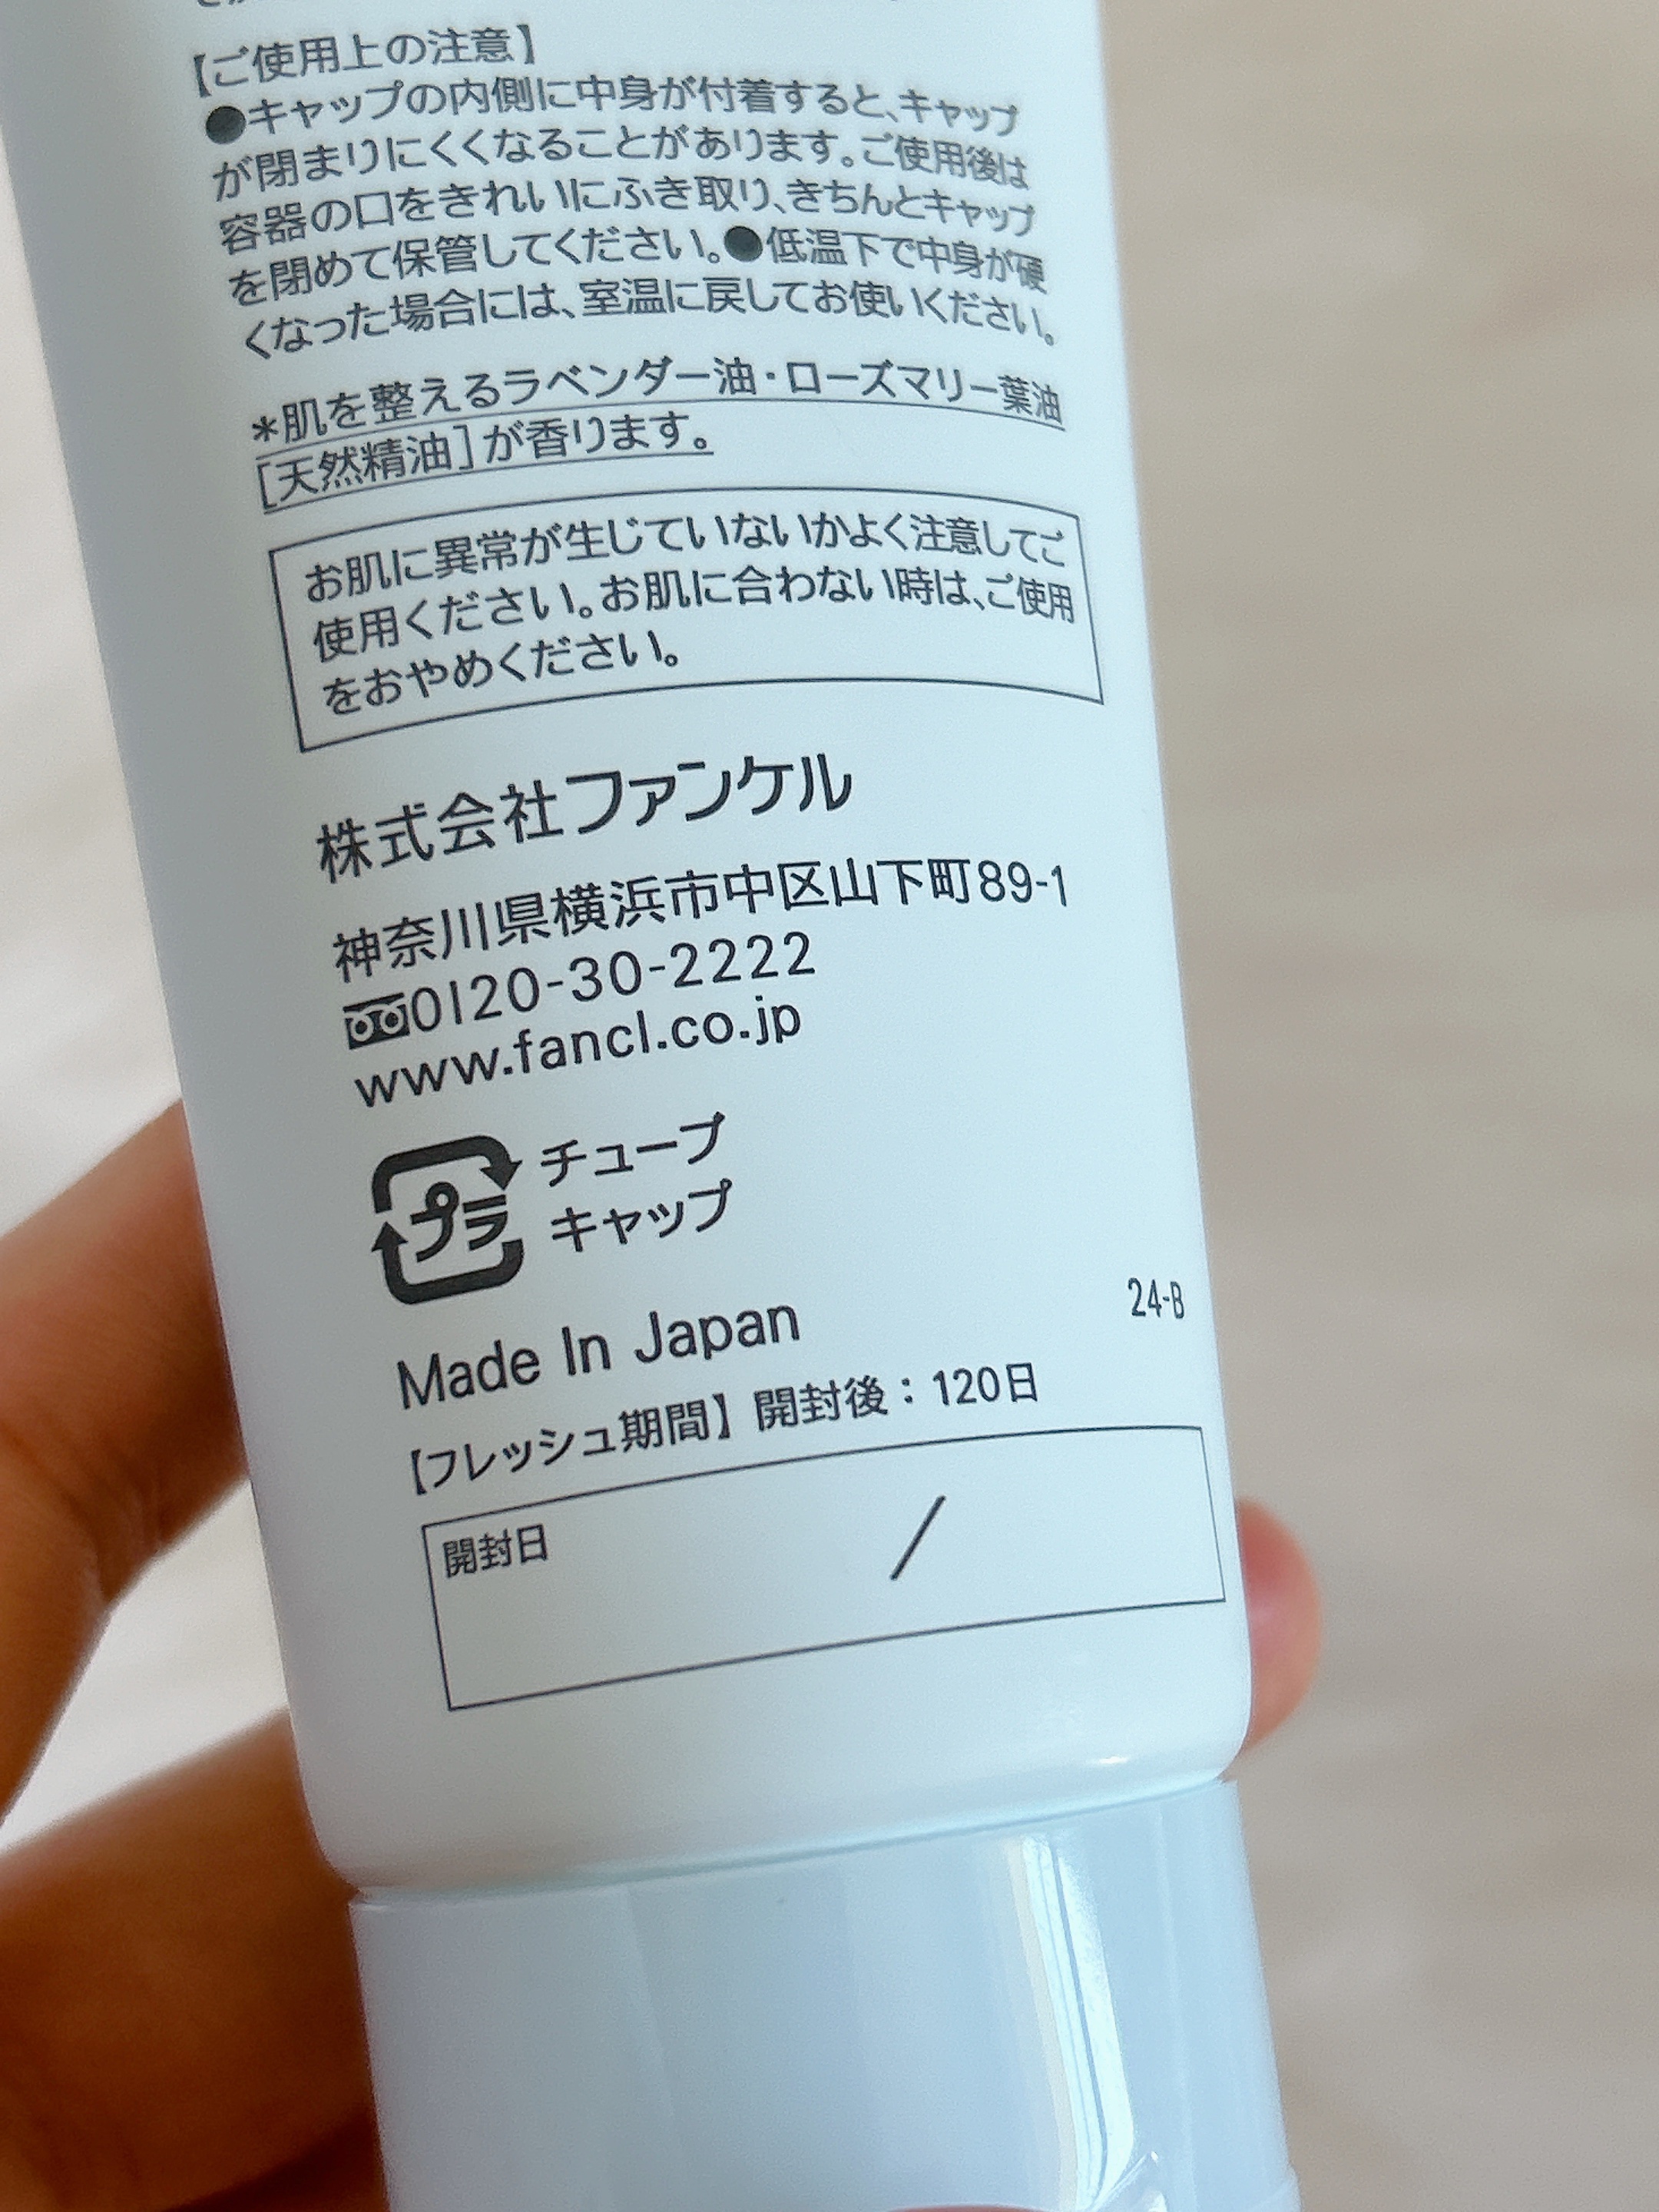 【ご使用上の注意】
●キャップの内側に中身が付着すると、キャップ
が閉まりにくくなることがあります。ご使用後は
容器の口をきれいにふき取り、きちんとキャップ
を閉めて保管してください。●低温下で中身が硬
くなった場合には、室温に戻してお使いください。
*肌を整えるラベンダー油・ローズマリー葉油
[天然精油]が香ります。
お肌に異常が生じていないかよく注意してご
使用ください。お肌に合わない時は、ご使用
をおやめください。
株式会社ファンケル
神奈川県横浜市中区山下町89-1
0120-30-2222
www.fancl.co.jp
プラ
チューブ
キャップ
24-B
Made In Japan
【フレッシュ期間】開封後：120日
開封日 /